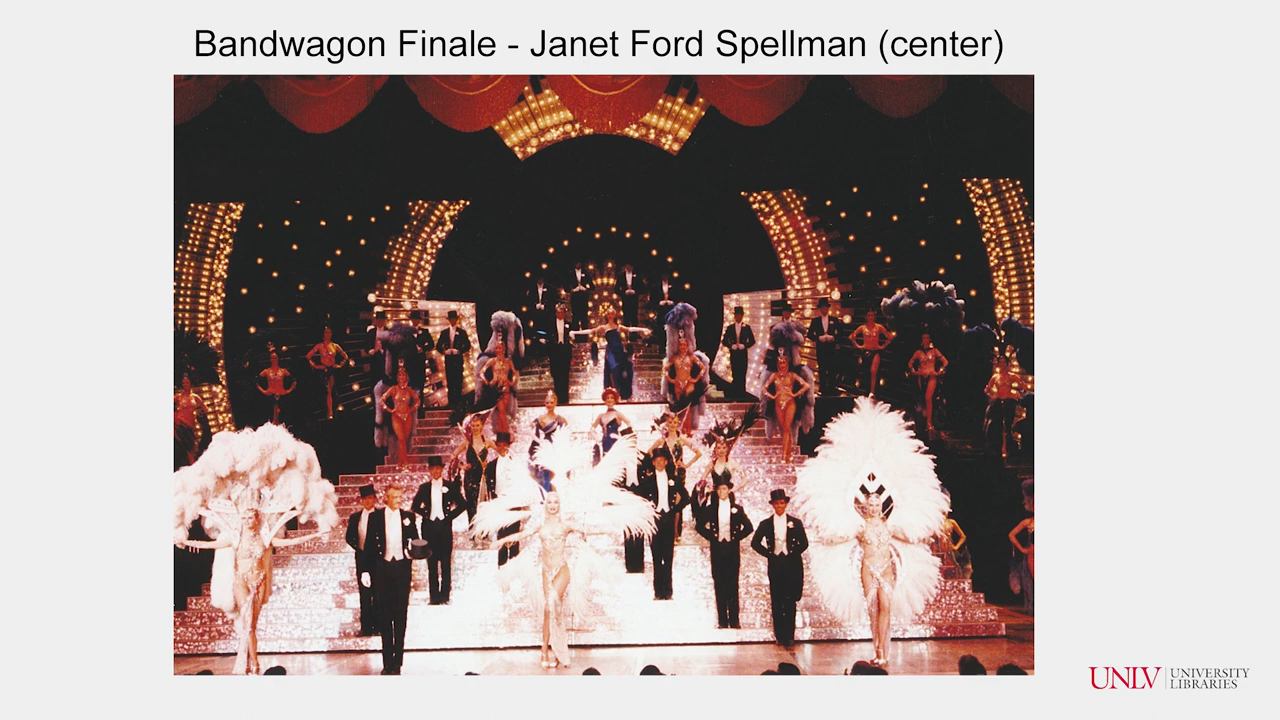 Bandwagon Finale - Janet Ford Spellman (center)
UNLV
UNIVERSITY
LIBRARIES